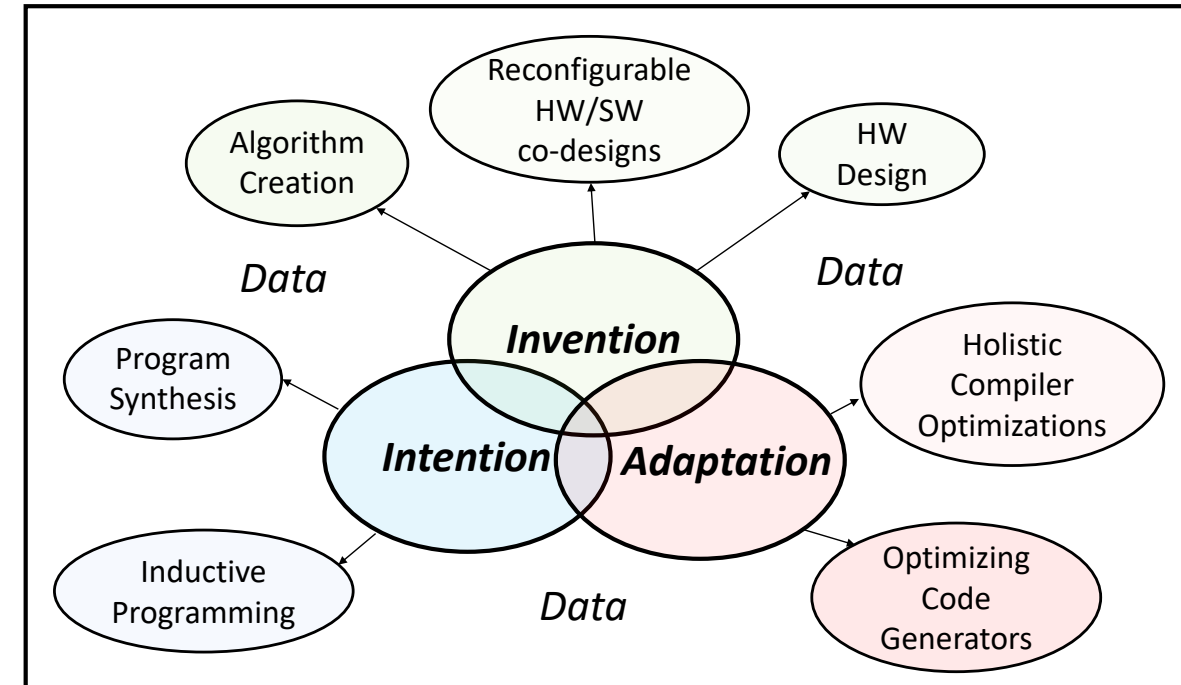 Reconfigurable
HW/SW
co-designs
Algorithm
Creation
HW
Design
Data
Data
Invention
Program
Synthesis
Holistic
Compiler
Optimizations
Intention
Adaptation
Inductive
Programming
Data
Optimizing
Code
Generators